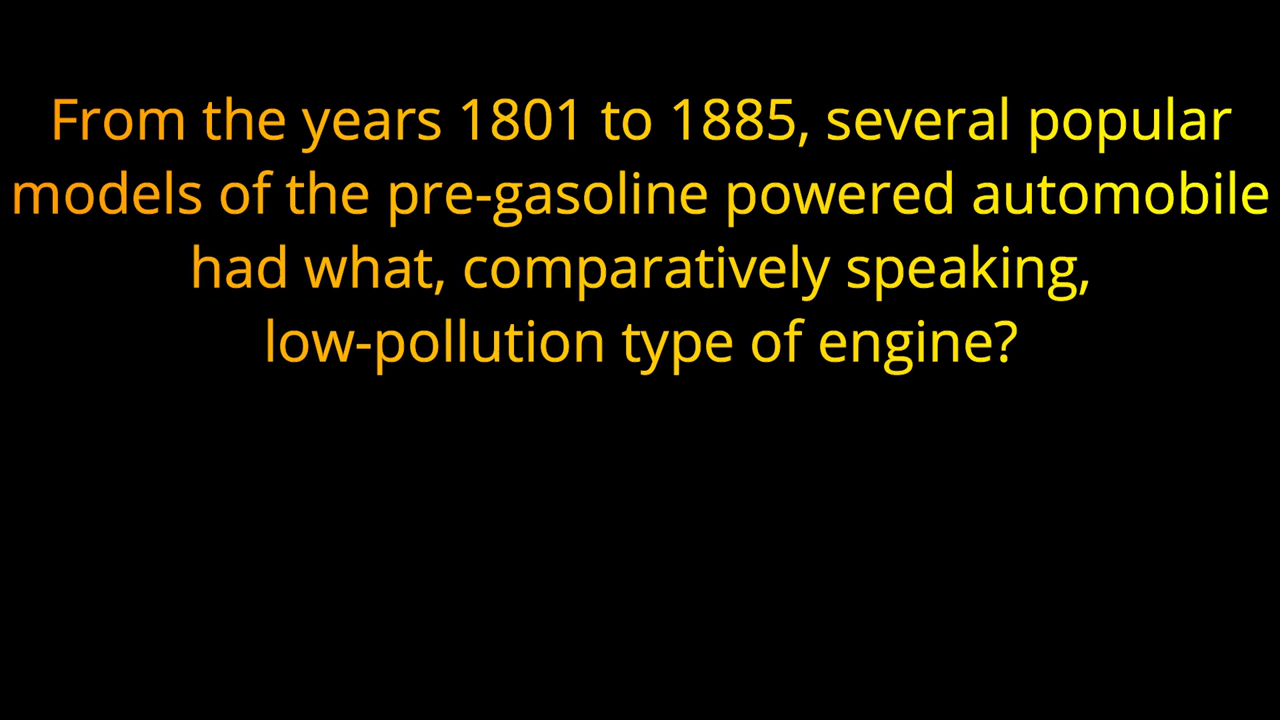 From the years 1801 to 1885, several popular
models of the pre-gasoline powered automobile
had what, comparatively speaking,
low-pollution type of engine?